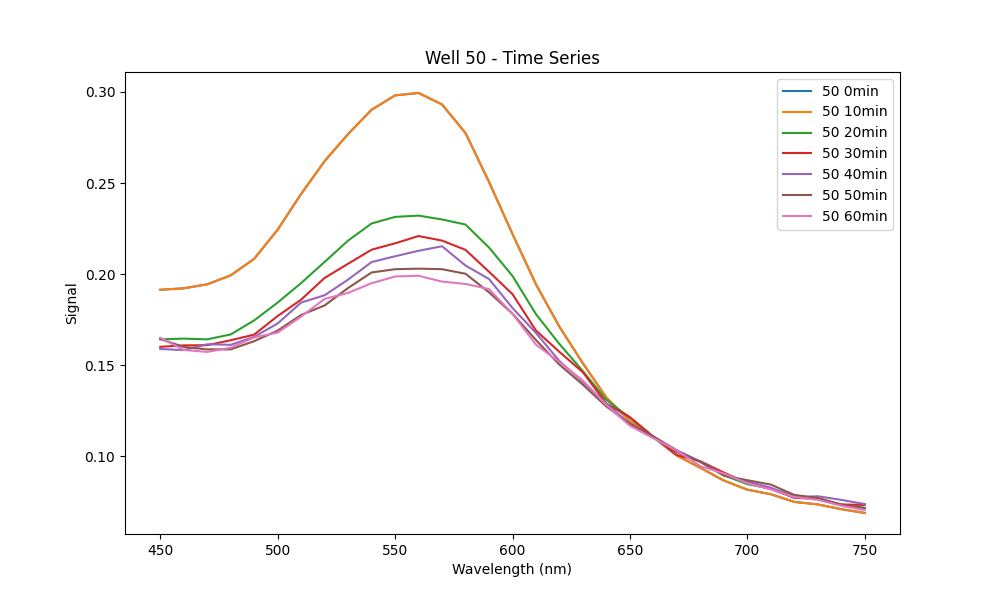 Well 50 - Time Series
0.30
0.25
0.20
0.15
0.10
Signal
50 0min
50 10min
50 20min
50 30min
50 40min
50 50min
50 60min
450 500 550 600 650 700 750
Wavelength (nm)